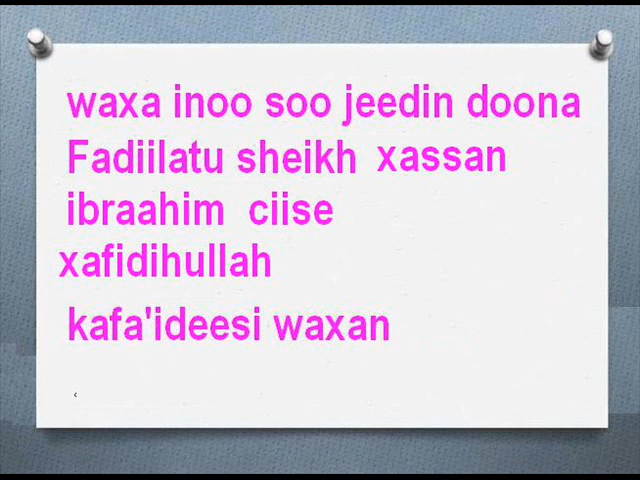 waxa inoo soo jeedin doona
Fadiilatu sheikh xassan
ibraahim ciise
xafidihullah
kafa'ideesi waxan